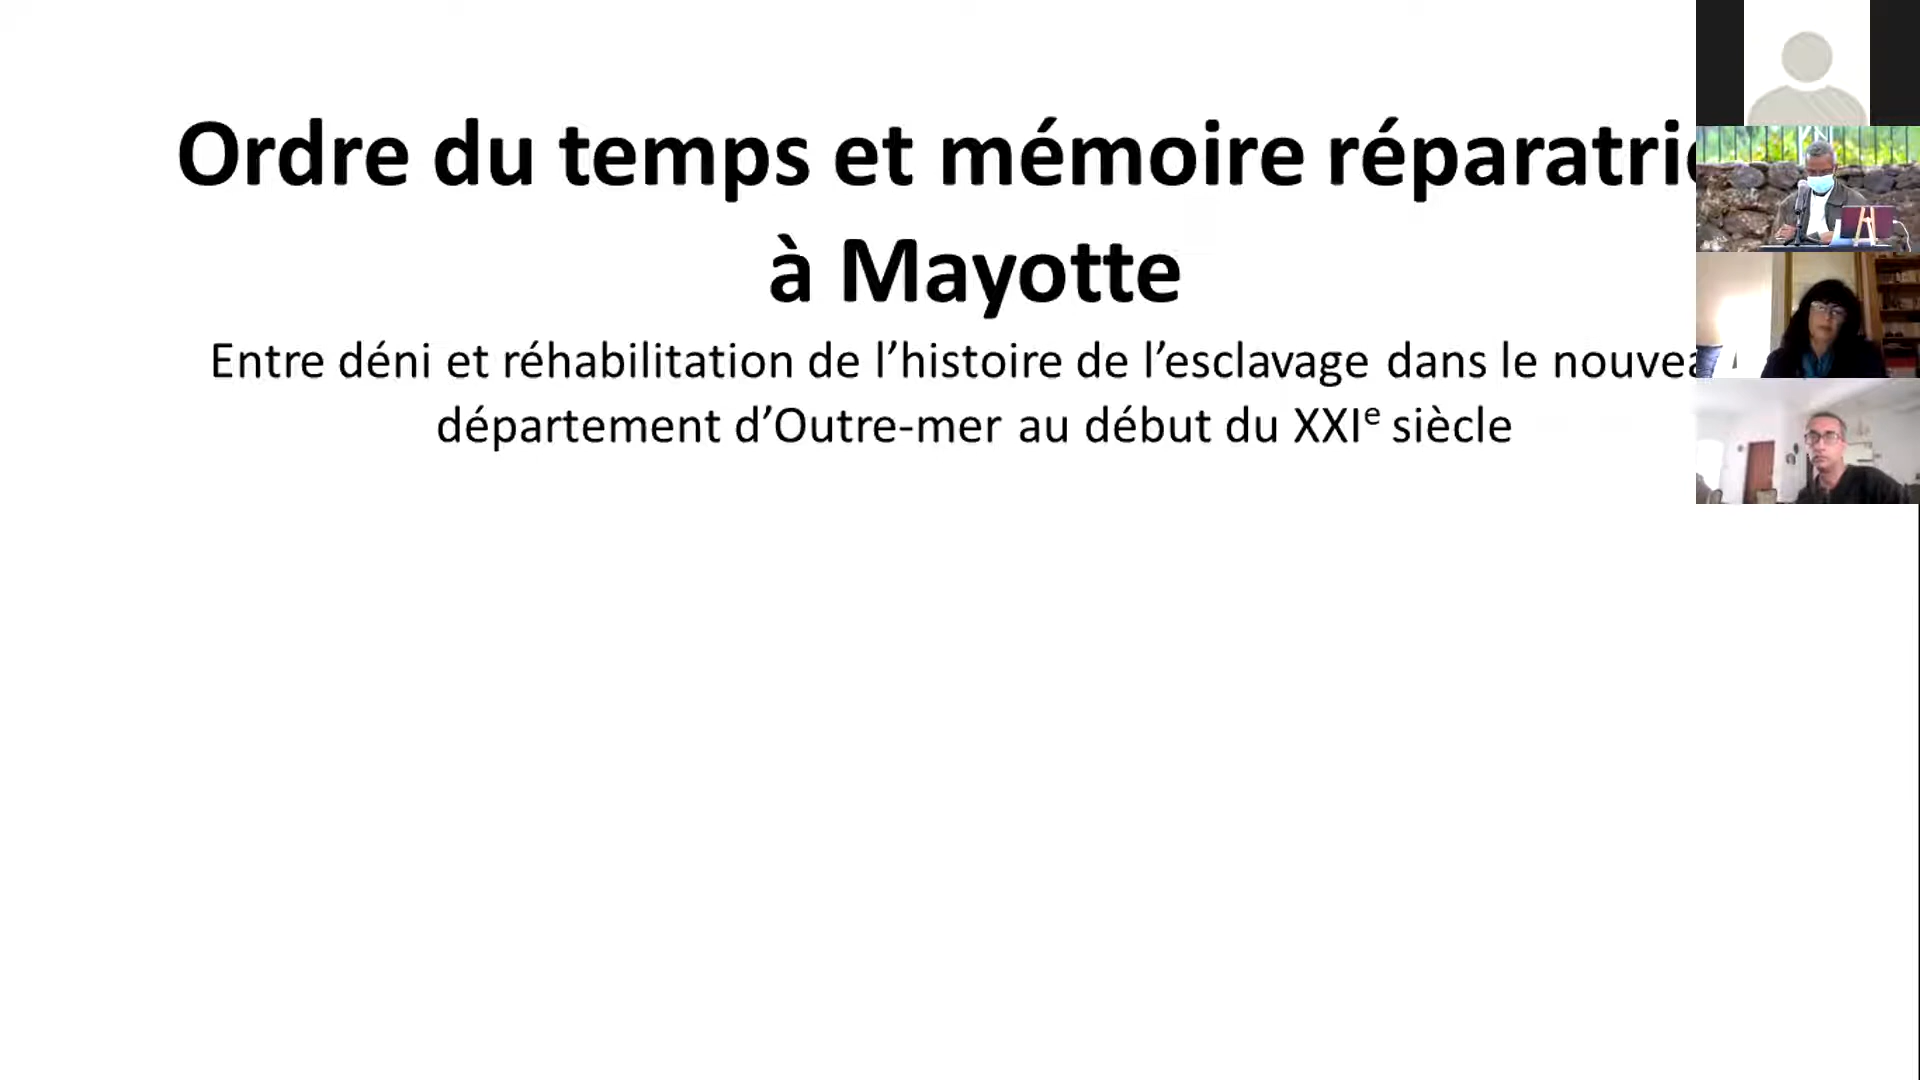 Ordre du temps et mémoire réparatric
à Mayotte
Entre déni et réhabilitation de l’histoire de l’esclavage dans le nouvea
département d’Outre-mer au début du XXIe siècle